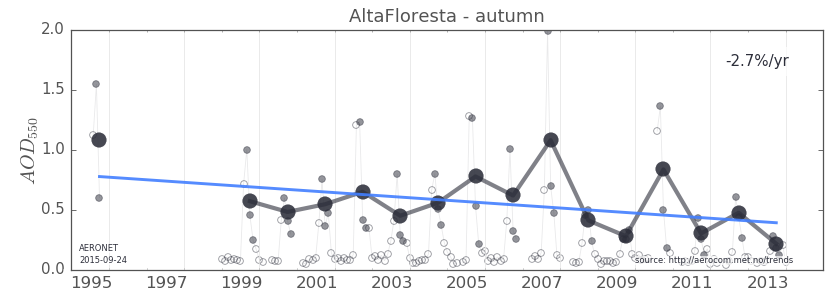 AltaFloresta - autumn
-2.7%/yr
AOD550
2.0
1.5
1.0
0.5
0.0
AERONET
2015-09-24
source: http://aerocom.met.no/trends
1995 1997 1999 2001 2003 2005 2007 2009 2011 2013